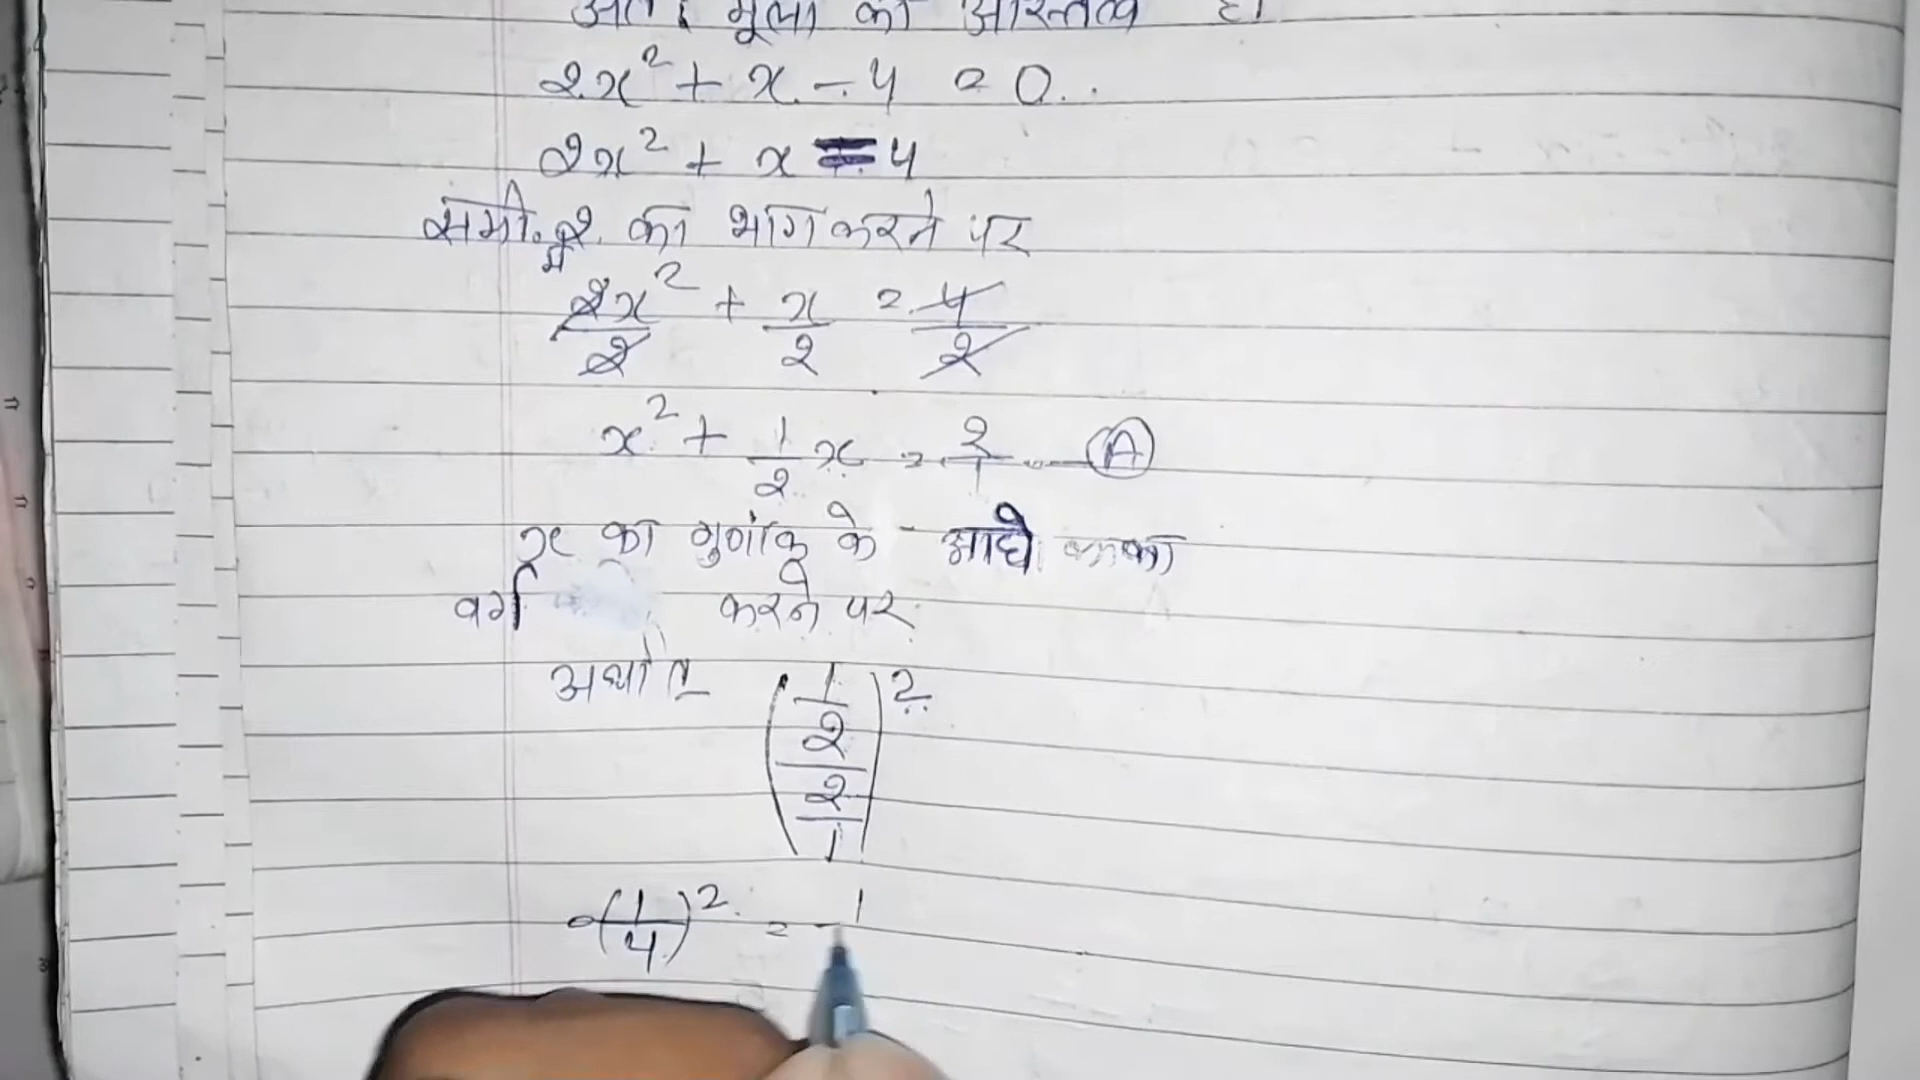 अतः मूलों का अस्तित्व है।
2x² + x - 4 = 0
2x² + x = 4
समी. में 2 का भाग करने पर
2x²/2 + x/2 = 4/2
x² + 1/2 x = 2/1 — Ⓐ
x का गुणांक के आधे का
वर्ग करने पर
अर्थात् ((1/2)/(2/1))²
= (1/4)² = 1